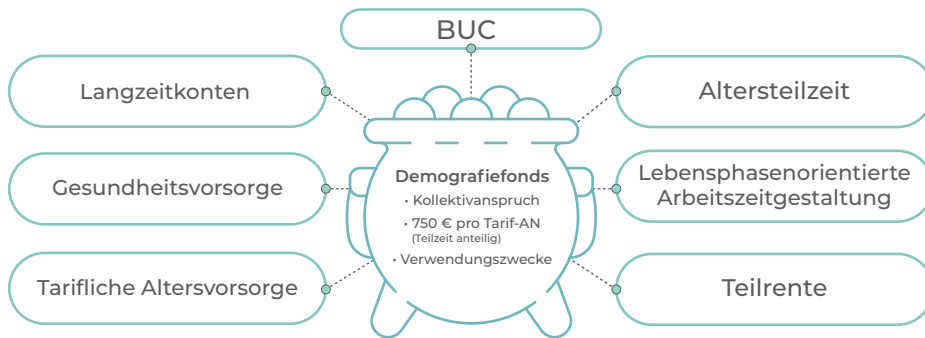 BUC
Langzeitkonten
Altersteilzeit
Gesundheitsvorsorge
Lebensphasenorientierte
Arbeitszeitgestaltung
Tarifliche Altersvorsorge
Teilrente
Demografiefonds
• Kollektivanspruch
• 750 € pro Tarif-AN
(Teilzeit anteilig)
• Verwendungszwecke